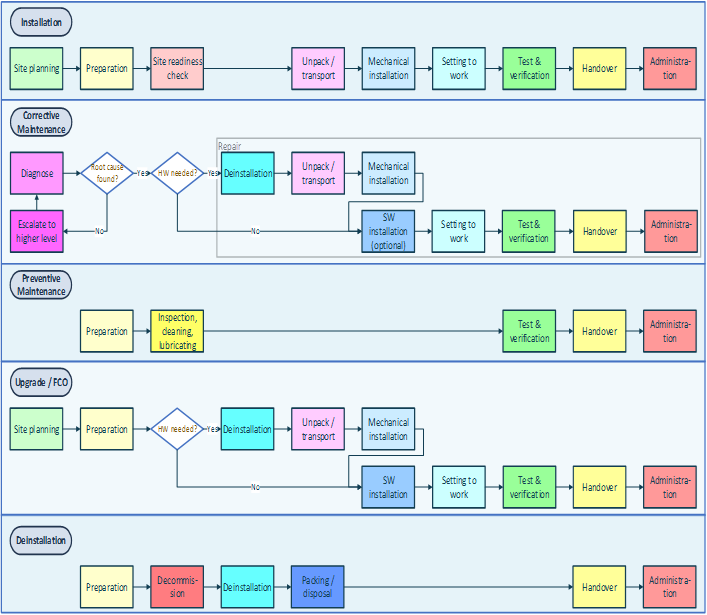 Installation
Site planning
Preparation
Site readiness
check
Unpack /
transport
Mechanical
installation
Setting to
work
Test &
verification
Handover
Administra-
tion
Corrective
Maintenance
Repair
Diagnose
Root cause
found?
Yes
HW needed?
Yes
Deinstallation
Unpack /
transport
Mechanical
installation
Escalate to
higher level
No
No
SW
installation
(optional)
Setting to
work
Test &
verification
Handover
Administra-
tion
Preventive
Maintenance
Preparation
Inspection,
cleaning,
lubricating
Test &
verification
Handover
Administra-
tion
Upgrade / FCO
Site planning
Preparation
HW needed?
Yes
Deinstallation
Unpack /
transport
Mechanical
installation
No
SW
installation
Setting to
work
Test &
verification
Handover
Administra-
tion
DeInstallation
Preparation
Decommis-
sion
Deinstallation
Packing /
disposal
Handover
Administra-
tion